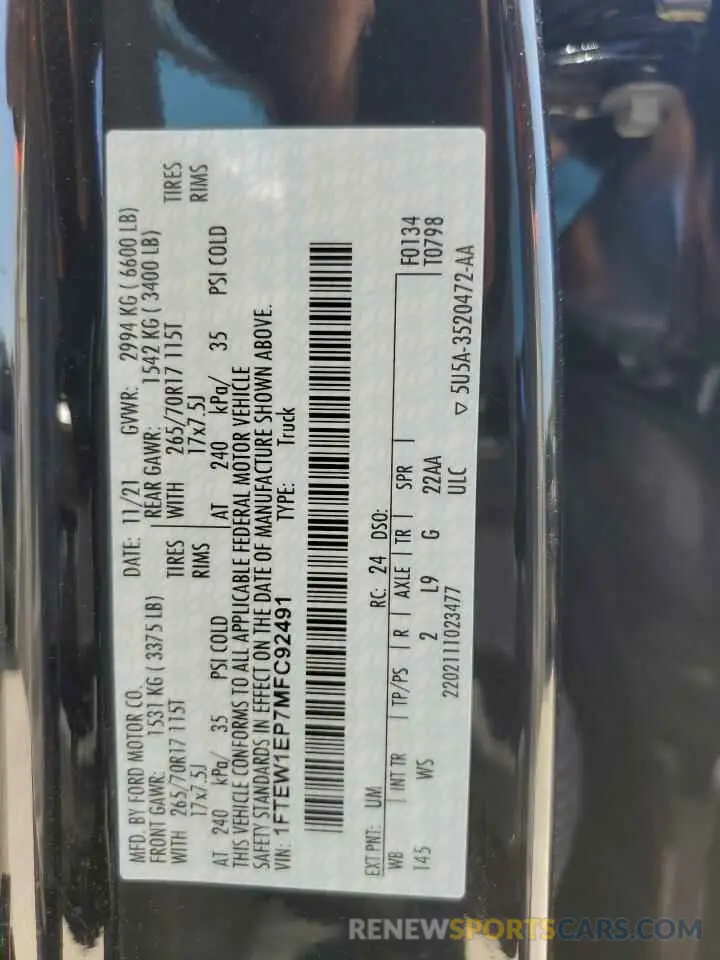 MFD. BY FORD MOTOR CO. DATE: 11/21 GVWR: 2994 KG ( 6600 LB)
FRONT GAWR: 1531 KG ( 3375 LB) REAR GAWR: 1542 KG ( 3400 LB)
WITH 265/70R17 115T TIRES WITH 265/70R17 115T TIRES
17x7.5J RIMS 17x7.5J RIMS
AT 240 kPa/ 35 PSI COLD AT 240 kPa/ 35 PSI COLD
THIS VEHICLE CONFORMS TO ALL APPLICABLE FEDERAL MOTOR VEHICLE
SAFETY STANDARDS IN EFFECT ON THE DATE OF MANUFACTURE SHOWN ABOVE.
VIN: 1FTEW1EP7MFC92491 TYPE: Truck
EXT PNT: UM RC: 24 DSO:
WB INT TR TP/PS R AXLE TR SPR F0134
145 WS 2 L9 G 22AA T0798
2202111023477 ULC
▽ 5U5A-3520472-AA
RENEWSPORTSCARS.COM